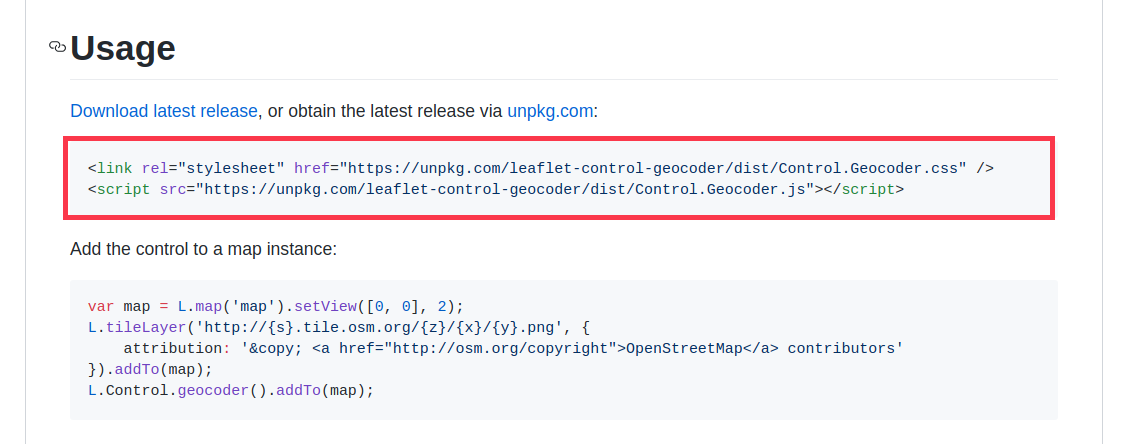 Usage
Download latest release, or obtain the latest release via unpkg.com:
<link rel="stylesheet" href="https://unpkg.com/leaflet-control-geocoder/dist/Control.Geocoder.css" />
<script src="https://unpkg.com/leaflet-control-geocoder/dist/Control.Geocoder.js"></script>
Add the control to a map instance:
var map = L.map('map').setView([0, 0], 2);
L.tileLayer('http://{s}.tile.osm.org/{z}/{x}/{y}.png', {
    attribution: '&copy; <a href="http://osm.org/copyright">OpenStreetMap</a> contributors'
}).addTo(map);
L.Control.geocoder().addTo(map);